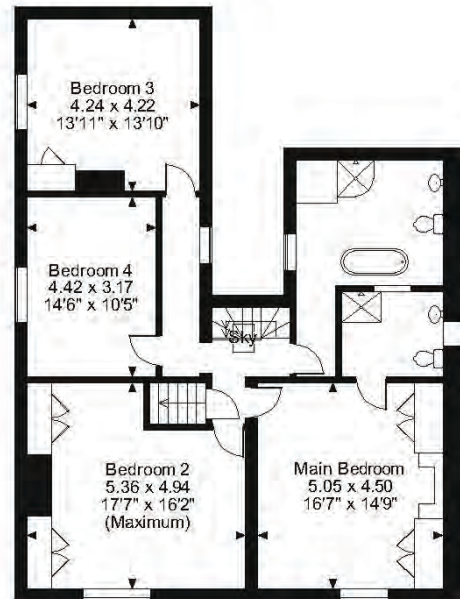 Bedroom 3
4.24 x 4.22
13'11" x 13'10"
Bedroom 4
4.42 x 3.17
14'6" x 10'5"
Sky
Bedroom 2
5.36 x 4.94
17'7" x 16'2"
(Maximum)
Main Bedroom
5.05 x 4.50
16'7" x 14'9"